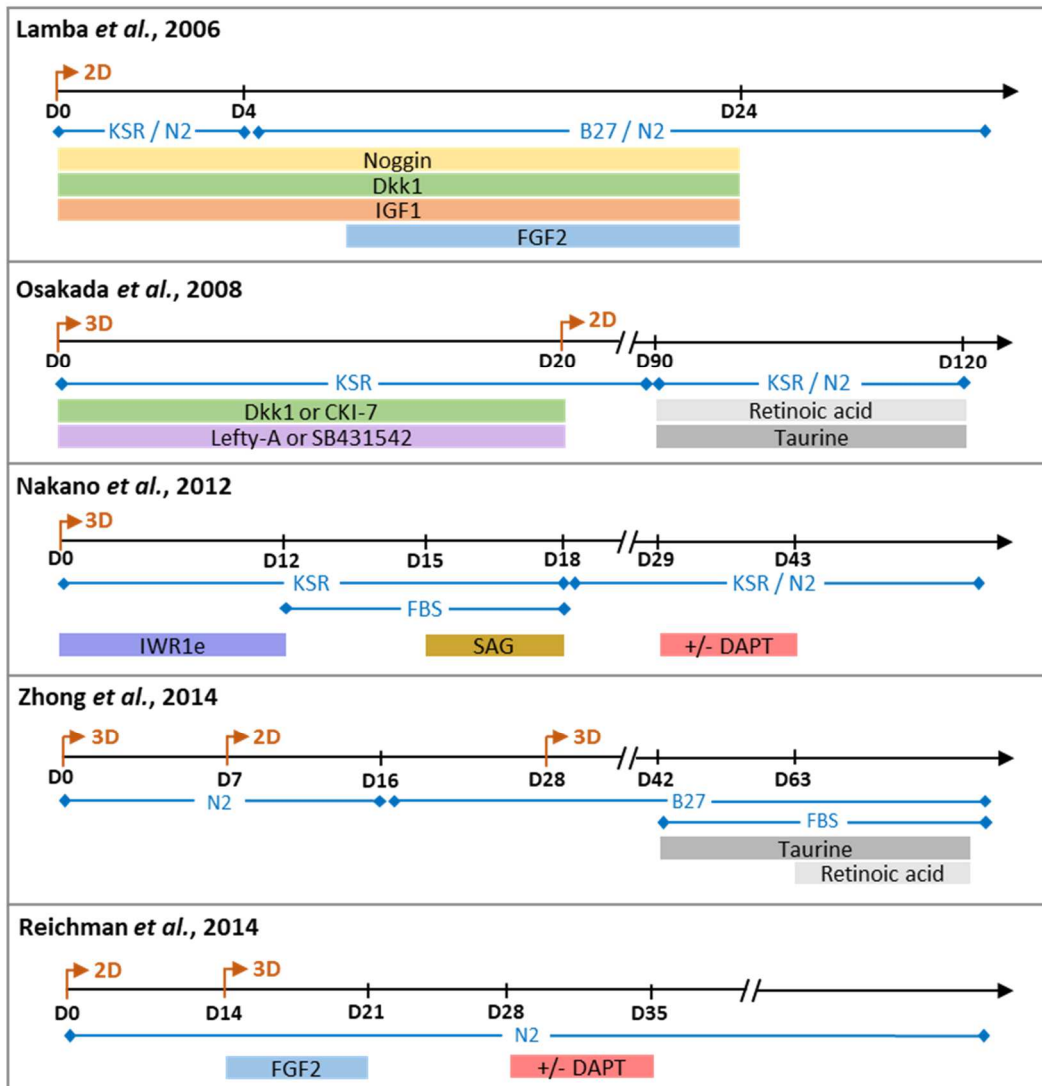 Lamba et al., 2006
2D
D0 D4 D24
KSR / N2 B27 / N2
Noggin
Dkk1
IGF1
FGF2
Osakada et al., 2008
3D 2D
D0 D20 D90 D120
KSR KSR / N2
Dkk1 or CKI-7 Retinoic acid
Lefty-A or SB431542 Taurine
Nakano et al., 2012
3D
D0 D12 D15 D18 D29 D43
KSR KSR / N2
FBS
IWR1e SAG +/- DAPT
Zhong et al., 2014
3D 2D 3D
D0 D7 D16 D28 D42 D63
N2 B27
FBS
Taurine
Retinoic acid
Reichman et al., 2014
2D 3D
D0 D14 D21 D28 D35
N2
FGF2 +/- DAPT